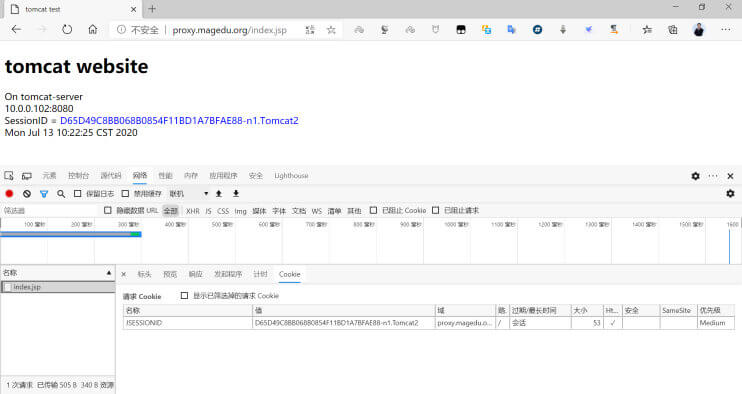 tomcat test
不安全 | proxy.magedu.org/index.jsp
tomcat website
On tomcat-server
10.0.0.102:8080
SessionID = D65D49C8BB068B0854F11BD1A7BFAE88-n1.Tomcat2
Mon Jul 13 10:22:25 CST 2020
元素 控制台 源代码 网络 性能 内存 应用程序 安全 Lighthouse
保留日志 禁用缓存 联机
筛选器 隐藏数据 URL 全部 XHR JS CSS Img 媒体 字体 文档 WS 清单 其他 已阻止 Cookie 已阻止请求
100 毫秒 200 毫秒 300 毫秒 400 毫秒 500 毫秒 600 毫秒 700 毫秒 800 毫秒 900 毫秒 1000 毫秒 1100 毫秒 1200 毫秒 1300 毫秒 1400 毫秒 1500 毫秒 1600
名称 标头 预览 响应 发起程序 计时 Cookie
index.jsp
请求 Cookie 显示已筛选掉的请求 Cookie
名称 值 域 路. 过期/最长时间 大小 Ht... 安全 SameSite 优先级
JSESSIONID D65D49C8BB068B0854F11BD1A7BFAE88-n1.Tomcat2 proxy.magedu.o... / 会话 53 ✓ Medium
1 次请求 已传输 505 B 340 B 资源